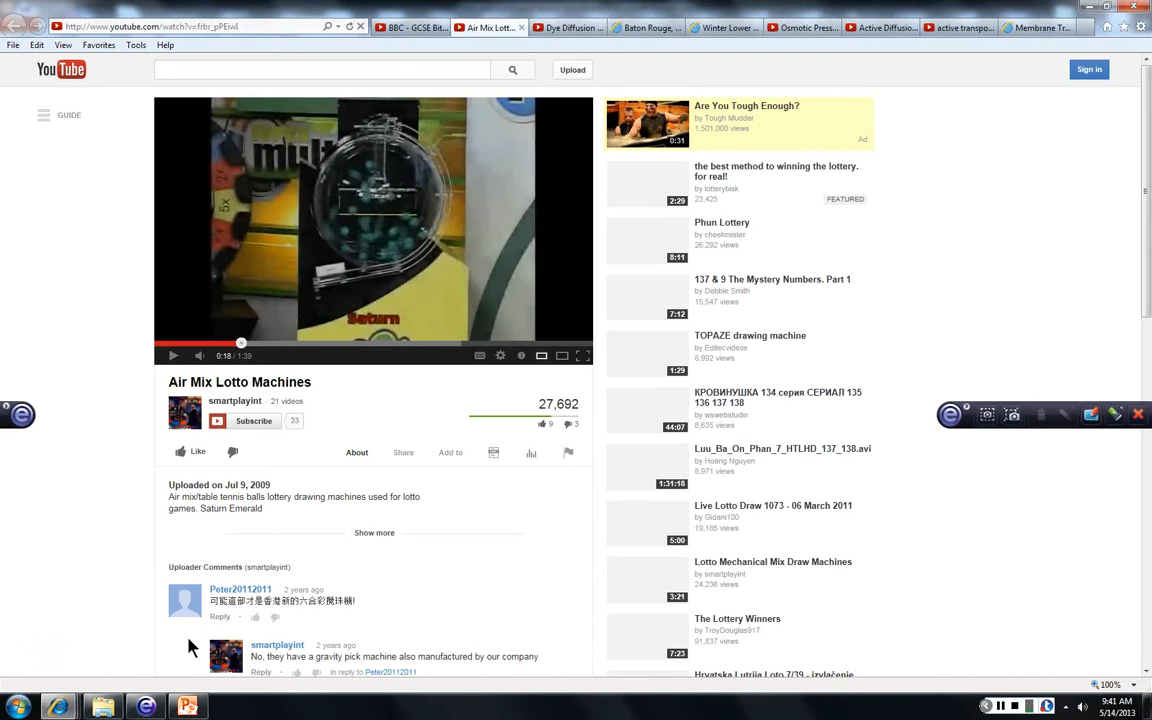 http://www.youtube.com/watch?v=frbr_pPEiwI
BBC - GCSE Bit...
Air Mix Lott...
Dye Diffusion ...
Baton Rouge, ...
Winter Lower ...
Osmotic Press...
Active Diffusio...
active transpo...
Membrane Tr...
File Edit View Favorites Tools Help
YouTube
Upload
Sign in
GUIDE
5x
mult
Saturn
0:18 / 1:39
Air Mix Lotto Machines
smartplayint · 21 videos
Subscribe 33
27,692
9 3
Like
About Share Add to
Uploaded on Jul 9, 2009
Air mix/table tennis balls lottery drawing machines used for lotto
games. Saturn Emerald
Show more
Uploader Comments (smartplayint)
Peter20112011 2 years ago
可能這部才是香港新的六合彩攪珠機!
Reply ·
smartplayint 2 years ago
No, they have a gravity pick machine also manufactured by our company
Reply · in reply to Peter20112011
Are You Tough Enough?
by Tough Mudder
1,501,000 views
Ad
0:31
the best method to winning the lottery.
for real!
by lotterybisk
23,425
FEATURED
2:29
Phun Lottery
by cheekmister
26,292 views
8:11
137 & 9 The Mystery Numbers. Part 1
by Debbie Smith
15,547 views
7:12
TOPAZE drawing machine
by Editecvideos
8,992 views
1:29
КРОВИНУШКА 134 серия СЕРИАЛ 135
136 137 138
by wswebstudio
6,635 views
44:07
Luu_Ba_On_Phan_7_HTLHD_137_138.avi
by Hoang Nguyen
8,971 views
1:31:18
Live Lotto Draw 1073 - 06 March 2011
by Gidani100
19,185 views
5:00
Lotto Mechanical Mix Draw Machines
by smartplayint
24,236 views
3:21
The Lottery Winners
by TroyDouglas917
91,837 views
7:23
Hrvatska Lutrija Loto 7/39 - izvlačenje
100%
9:41 AM
5/14/2013